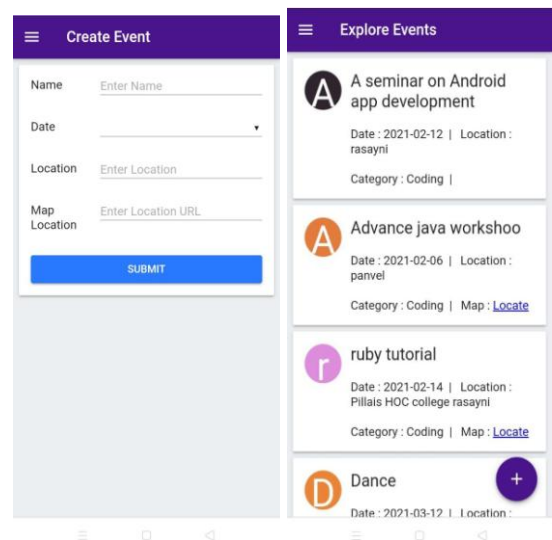 Create Event
Name
Enter Name
Date
Location
Enter Location
Map
Location
Enter Location URL
SUBMIT
Explore Events
A
A seminar on Android
app development
Date : 2021-02-12 | Location :
rasayni
Category : Coding |
A
Advance java workshoo
Date : 2021-02-06 | Location :
panvel
Category : Coding | Map : Locate
r
ruby tutorial
Date : 2021-02-14 | Location :
Pillais HOC college rasayni
Category : Coding | Map : Locate
D
Dance
+
Date : 2021-03-12 | Location :